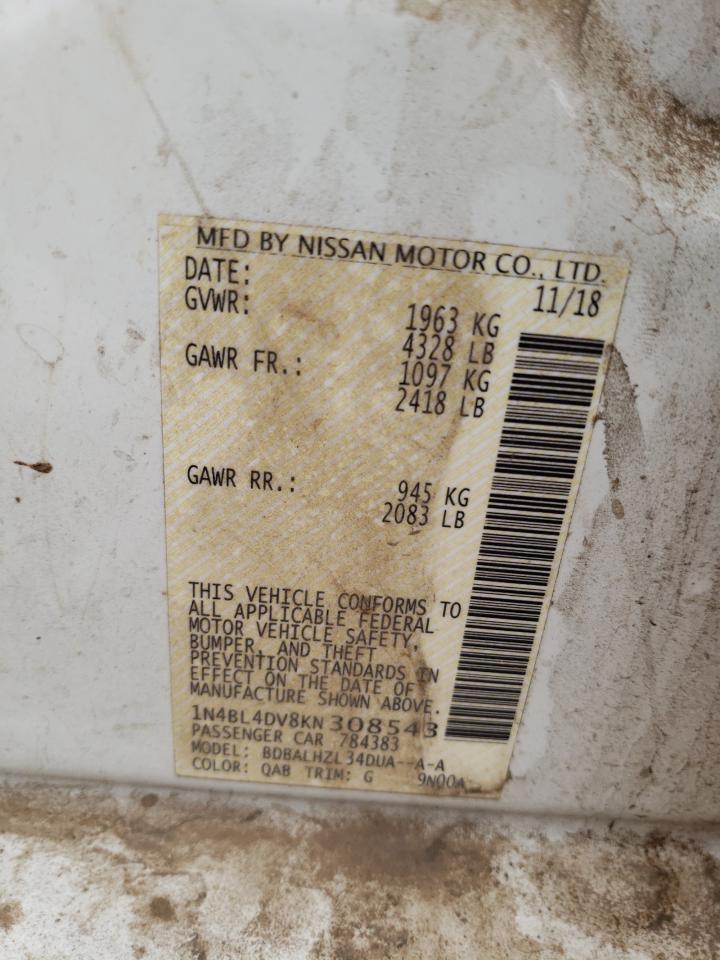 MFD BY NISSAN MOTOR CO., LTD.
DATE: 11/18
GVWR: 1963 KG
4328 LB
GAWR FR.: 1097 KG
2418 LB
GAWR RR.: 945 KG
2083 LB
THIS VEHICLE CONFORMS TO
ALL APPLICABLE FEDERAL
MOTOR VEHICLE SAFETY,
BUMPER, AND THEFT
PREVENTION STANDARDS IN
EFFECT ON THE DATE OF
MANUFACTURE SHOWN ABOVE.
1N4BL4DV8KN308543
PASSENGER CAR 784383
MODEL: BDBALHZL34DUA--A-A
COLOR: QAB TRIM: G 9N00A